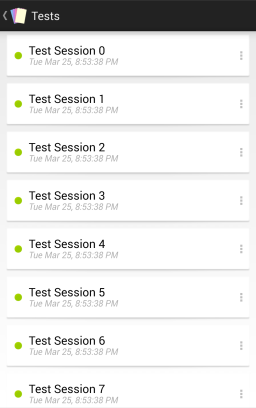 Tests
Test Session 0
Tue Mar 25, 8:53:38 PM
Test Session 1
Tue Mar 25, 8:53:38 PM
Test Session 2
Tue Mar 25, 8:53:38 PM
Test Session 3
Tue Mar 25, 8:53:38 PM
Test Session 4
Tue Mar 25, 8:53:38 PM
Test Session 5
Tue Mar 25, 8:53:38 PM
Test Session 6
Tue Mar 25, 8:53:38 PM
Test Session 7
Tue Mar 25, 8:53:38 PM